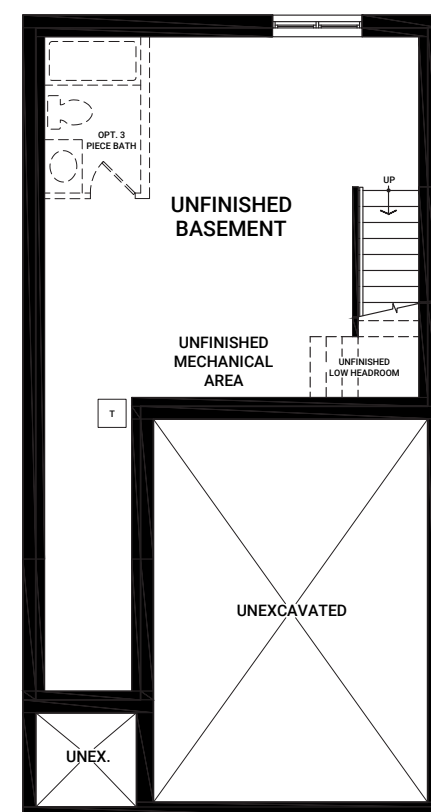 OPT. 3
PIECE BATH
UP
UNFINISHED
BASEMENT
UNFINISHED
MECHANICAL
AREA
UNFINISHED
LOW HEADROOM
T
UNEXCAVATED
UNEX.